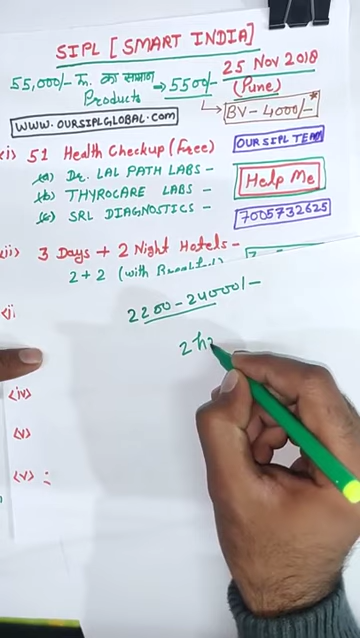 SIPL [SMART INDIA]
25 Nov 2018
55,000/- रु. का सामान → 5500/- (Pune)
Products
BV - 4000/-*
www.OURSIPLGLOBAL.com
(i) 51 Health Checkup (Free)
OUR SIPL TEAM
(a) Dr. LAL PATH LABS -
(b) THYROCARE LABS -
(c) SRL DIAGNOSTICS -
Help Me
7005732625
(ii) 3 Days + 2 Night Hotels -
2+2 (with Breakfast)
2200 - 24000/-
2
(iv)
(v)
(v) :